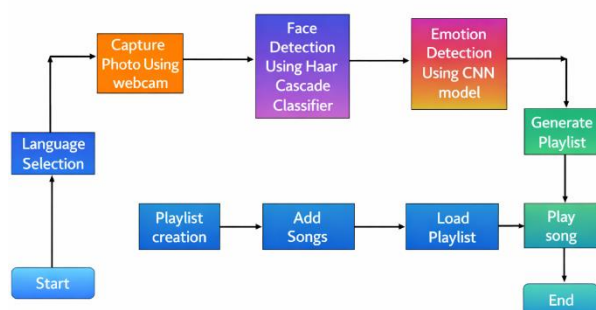 Capture
Photo Using
webcam
Face
Detection
Using Haar
Cascade
Classifier
Emotion
Detection
Using CNN
model
Language
Selection
Generate
Playlist
Playlist
creation
Add
Songs
Load
Playlist
Play
song
Start
End